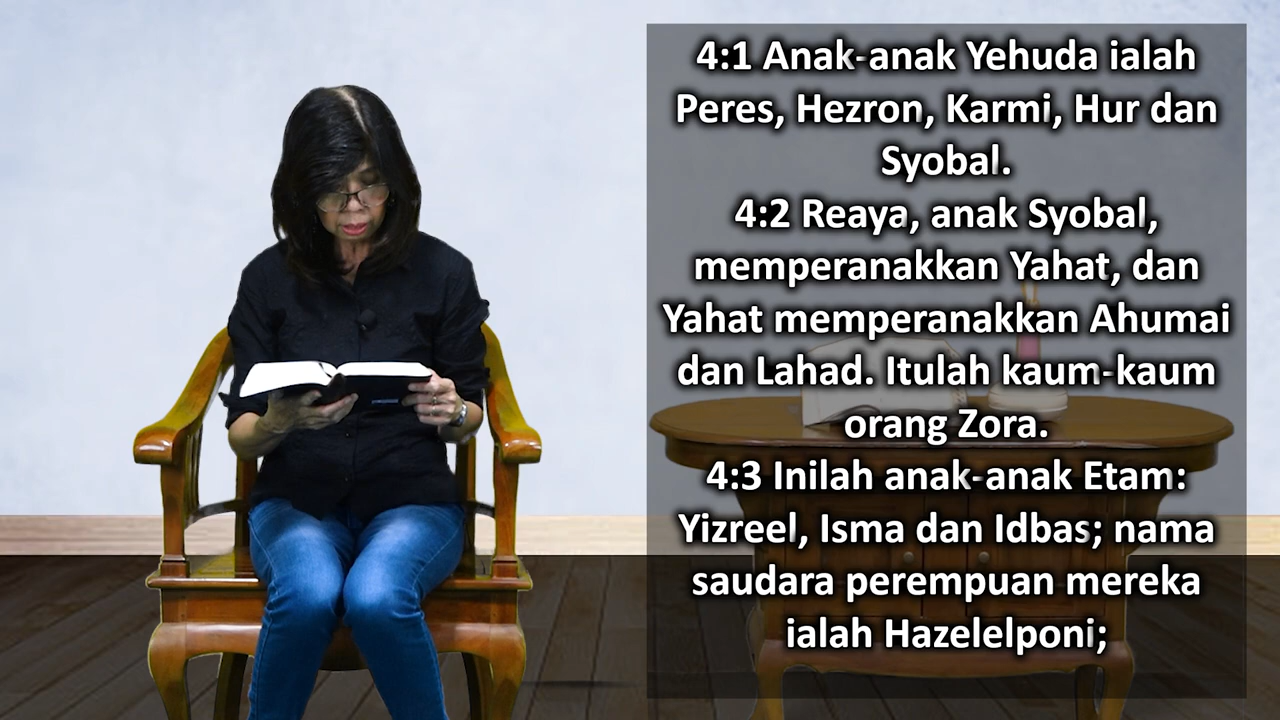 4:1 Anak-anak Yehuda ialah
Peres, Hezron, Karmi, Hur dan
Syobal.
4:2 Reaya, anak Syobal,
memperanakkan Yahat, dan
Yahat memperanakkan Ahumai
dan Lahad. Itulah kaum-kaum
orang Zora.
4:3 Inilah anak-anak Etam:
Yizreel, Isma dan Idbas; nama
saudara perempuan mereka
ialah Hazelelponi;